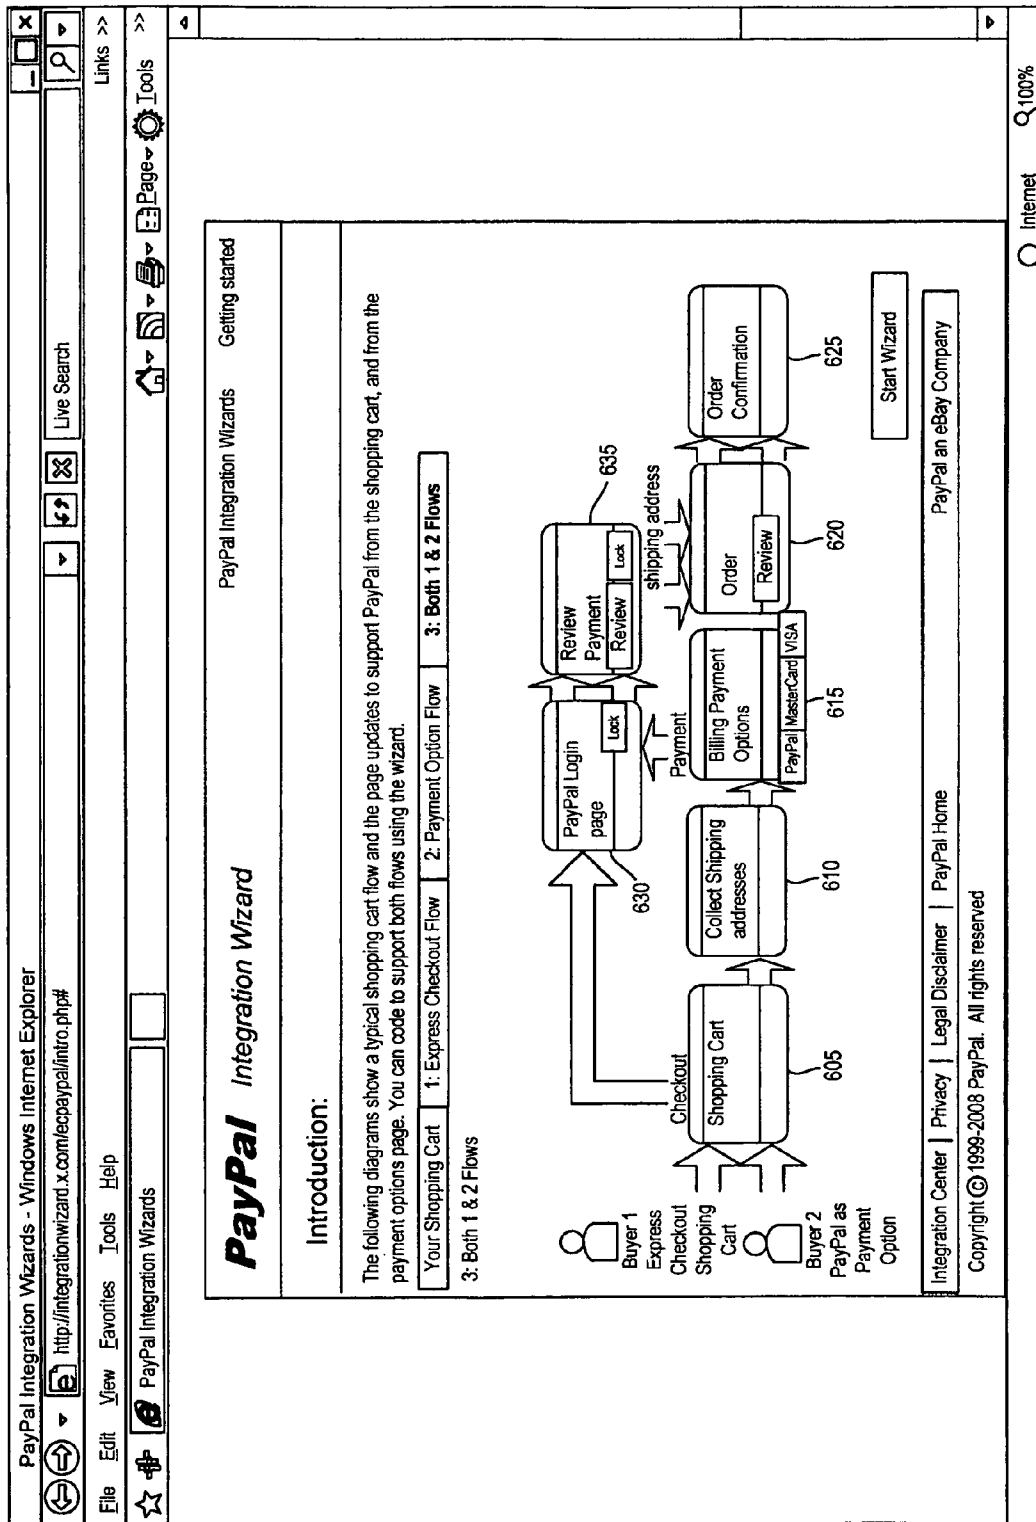 PayPal Integration Wizards - Windows Internet Explorer
http://integrationwizard.x.com/ecpaypal/intro.php#
Live Search
File Edit View Favorites Tools Help
Links >>
PayPal Integration Wizards
Page Tools >>
PayPal Integration Wizard
PayPal Integration Wizards Getting started
Introduction:
The following diagrams show a typical shopping cart flow and the page updates to support PayPal from the shopping cart, and from the
payment options page. You can code to support both flows using the wizard.
Your Shopping Cart 1: Express Checkout Flow 2: Payment Option Flow 3: Both 1 & 2 Flows
3: Both 1 & 2 Flows
Buyer 1
Express
Checkout
Shopping
Cart
Buyer 2
PayPal as
Payment
Option
Checkout
Shopping Cart
605
Collect Shipping
addresses
610
PayPal Login
page
Lock
630
Payment
Billing Payment
Options
PayPal MasterCard VISA
615
Review
Payment
Review
Lock
635
shipping address
Order
Review
620
Order
Confirmation
625
Start Wizard
Integration Center | Privacy | Legal Disclaimer | PayPal Home
PayPal an eBay Company
Copyright © 1999-2008 PayPal. All rights reserved
Internet 100%